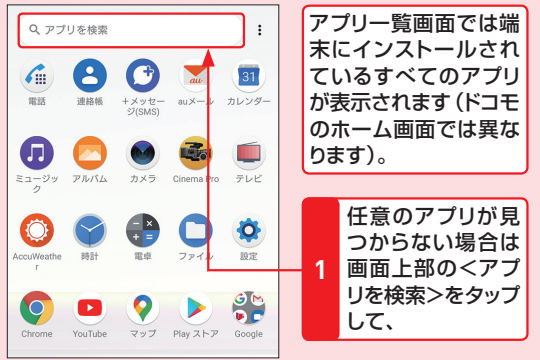 アプリを検索
電話
連絡帳
+メッセー
ジ(SMS)
au
auメール
31
カレンダー
ミュージッ
ク
アルバム
カメラ
Cinema Pro
テレビ
AccuWeathe
r
時計
電卓
ファイル
設定
Chrome
YouTube
マップ
Play ストア
Google
アプリ一覧画面では端
末にインストールされ
ているすべてのアプリ
が表示されます(ドコモ
のホーム画面では異な
ります)。
1
任意のアプリが見
つからない場合は
画面上部の<アプ
リを検索>をタップ
して、